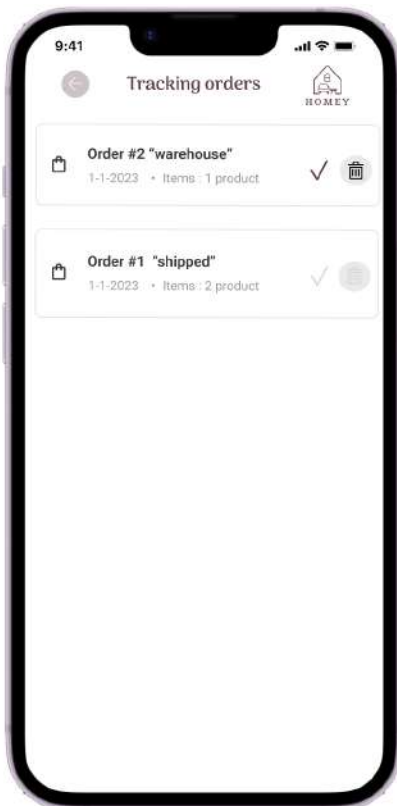 9:41
Tracking orders
HOMEY
Order #2 “warehouse”
1-1-2023 • Items : 1 product
Order #1 “shipped”
1-1-2023 • Items : 2 product